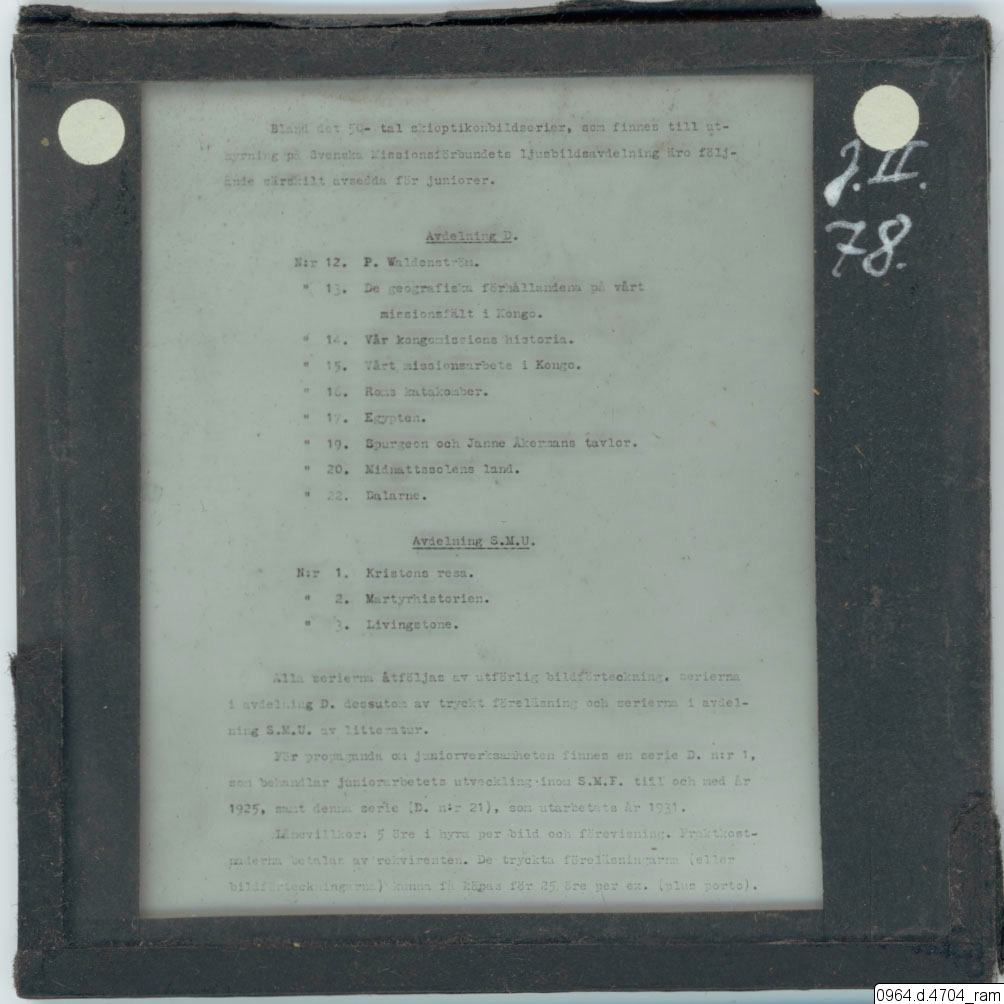 Bland det 50- tal skioptikonbildserier, som finnes till ut-
hyrning på Svenska Missionsförbundets ljusbildsavdelning äro följ-
ande särskilt avsedda för juniorer.
Avdelning D.
N:r 12. P. Waldenström.
" 13. De geografiska förhållandena på vårt
missionsfält i Kongo.
" 14. Vår kongomissions historia.
" 15. Vårt missionsarbete i Kongo.
" 16. Roms katakomber.
" 17. Egypten.
" 19. Spurgeon och Janne Åkermans tavlor.
" 20. Midnattssolens land.
" 22. Dalarne.
Avdelning S.M.U.
N:r 1. Kristens resa.
" 2. Martyrhistorien.
" 3. Livingstone.
Alla serierna åtföljas av utförlig bildförteckning, serierna
i avdelning D. dessutom av tryckt föreläsning och serierna i avdel-
ning S.M.U. av litteratur.
För propaganda om juniorverksamheten finnes en serie D. n:r 1,
som behandlar juniorarbetets utveckling inom S.M.F. till och med år
1925, samt denna serie (D. n:r 21), som utarbetats år 1931.
Lånevillkor: 5 öre i hyra per bild och förevisning. Fraktkost-
naderna betalas av rekvirenten. De tryckta föreläsningarna (eller
bildförteckningarna) kunna få köpas för 25 öre per ex. (plus porto).
J.II.
78.
0964.d.4704_ram